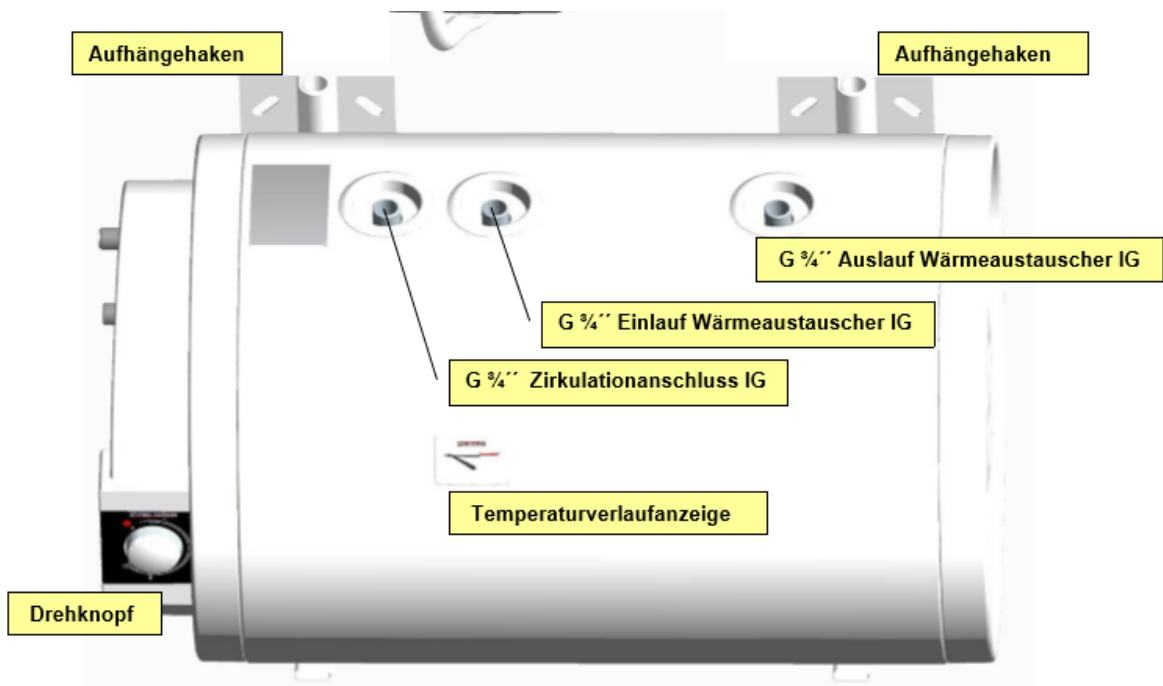 Aufhängehaken
Aufhängehaken
G ¾´´ Auslauf Wärmeaustauscher IG
G ¾´´ Einlauf Wärmeaustauscher IG
G ¾´´ Zirkulationanschluss IG
Temperaturverlaufanzeige
Drehknopf